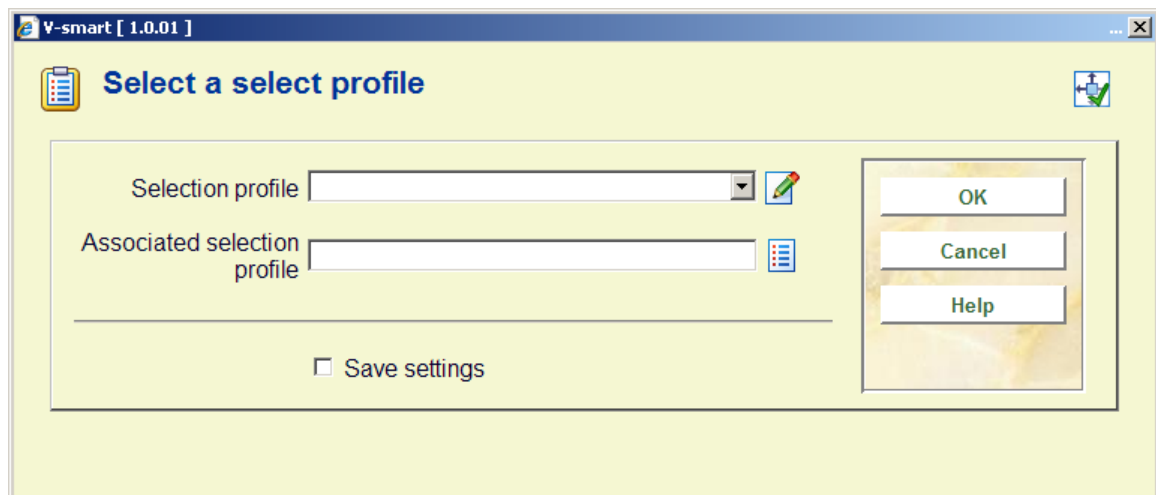 V-smart [ 1.0.01 ]
...
Select a select profile
Selection profile
Associated selection
profile
Save settings
OK
Cancel
Help